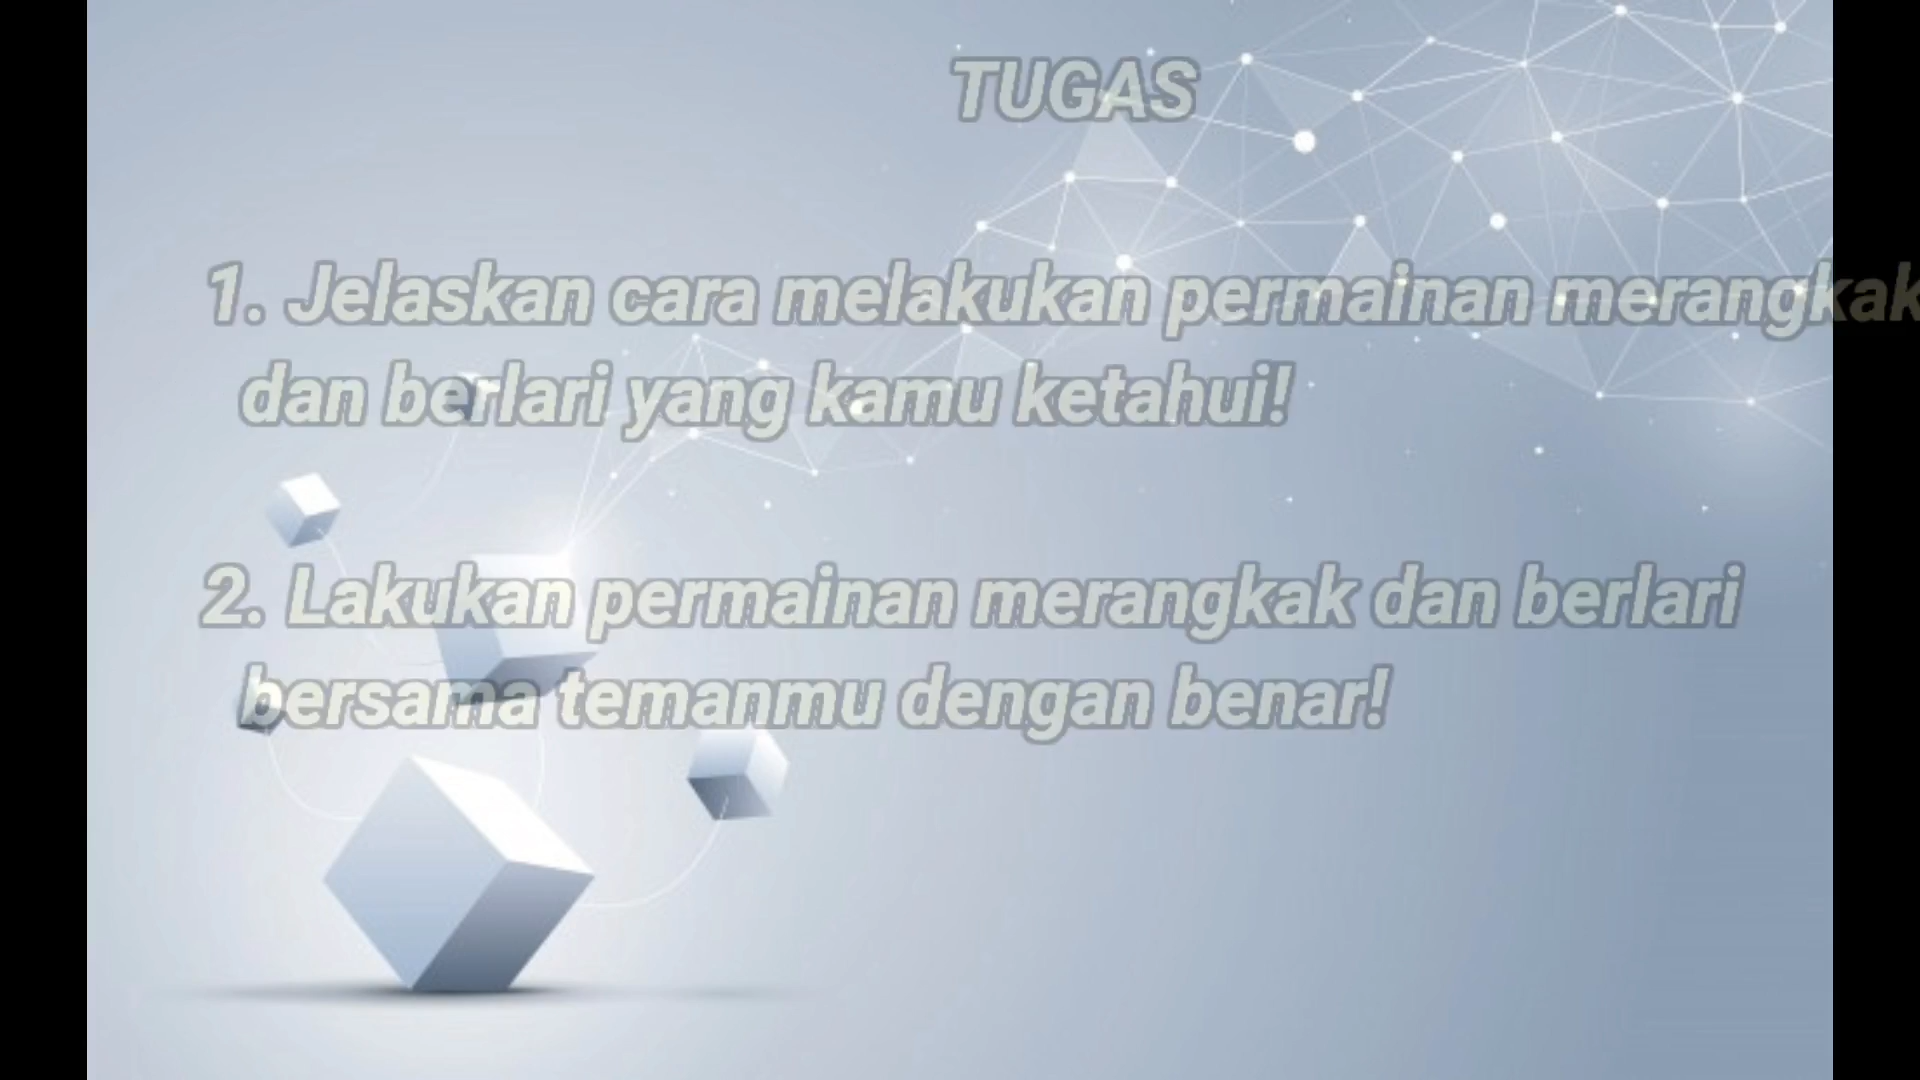 TUGAS
1. Jelaskan cara melakukan permainan merangkak
dan berlari yang kamu ketahui!
2. Lakukan permainan merangkak dan berlari
bersama temanmu dengan benar!